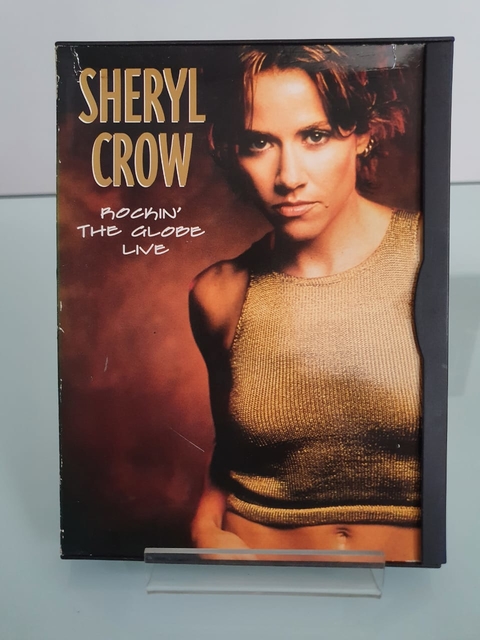 SHERYL
CROW
ROCKIN'
THE GLOBE
LIVE